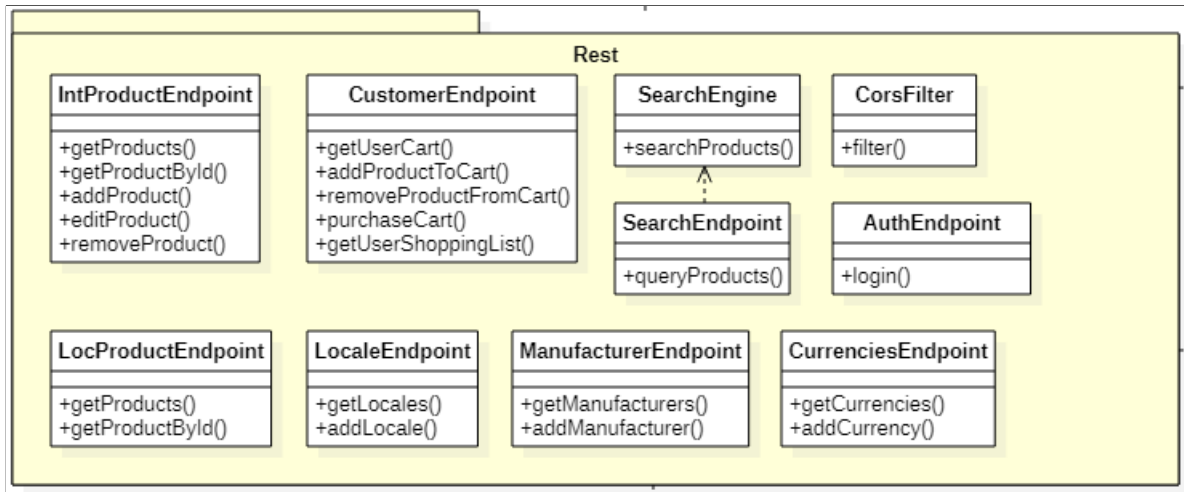 Rest
IntProductEndpoint
+getProducts()
+getProductById()
+addProduct()
+editProduct()
+removeProduct()
CustomerEndpoint
+getUserCart()
+addProductToCart()
+removeProductFromCart()
+purchaseCart()
+getUserShoppingList()
SearchEngine
+searchProducts()
CorsFilter
+filter()
SearchEndpoint
+queryProducts()
AuthEndpoint
+login()
LocProductEndpoint
+getProducts()
+getProductById()
LocaleEndpoint
+getLocales()
+addLocale()
ManufacturerEndpoint
+getManufacturers()
+addManufacturer()
CurrenciesEndpoint
+getCurrencies()
+addCurrency()